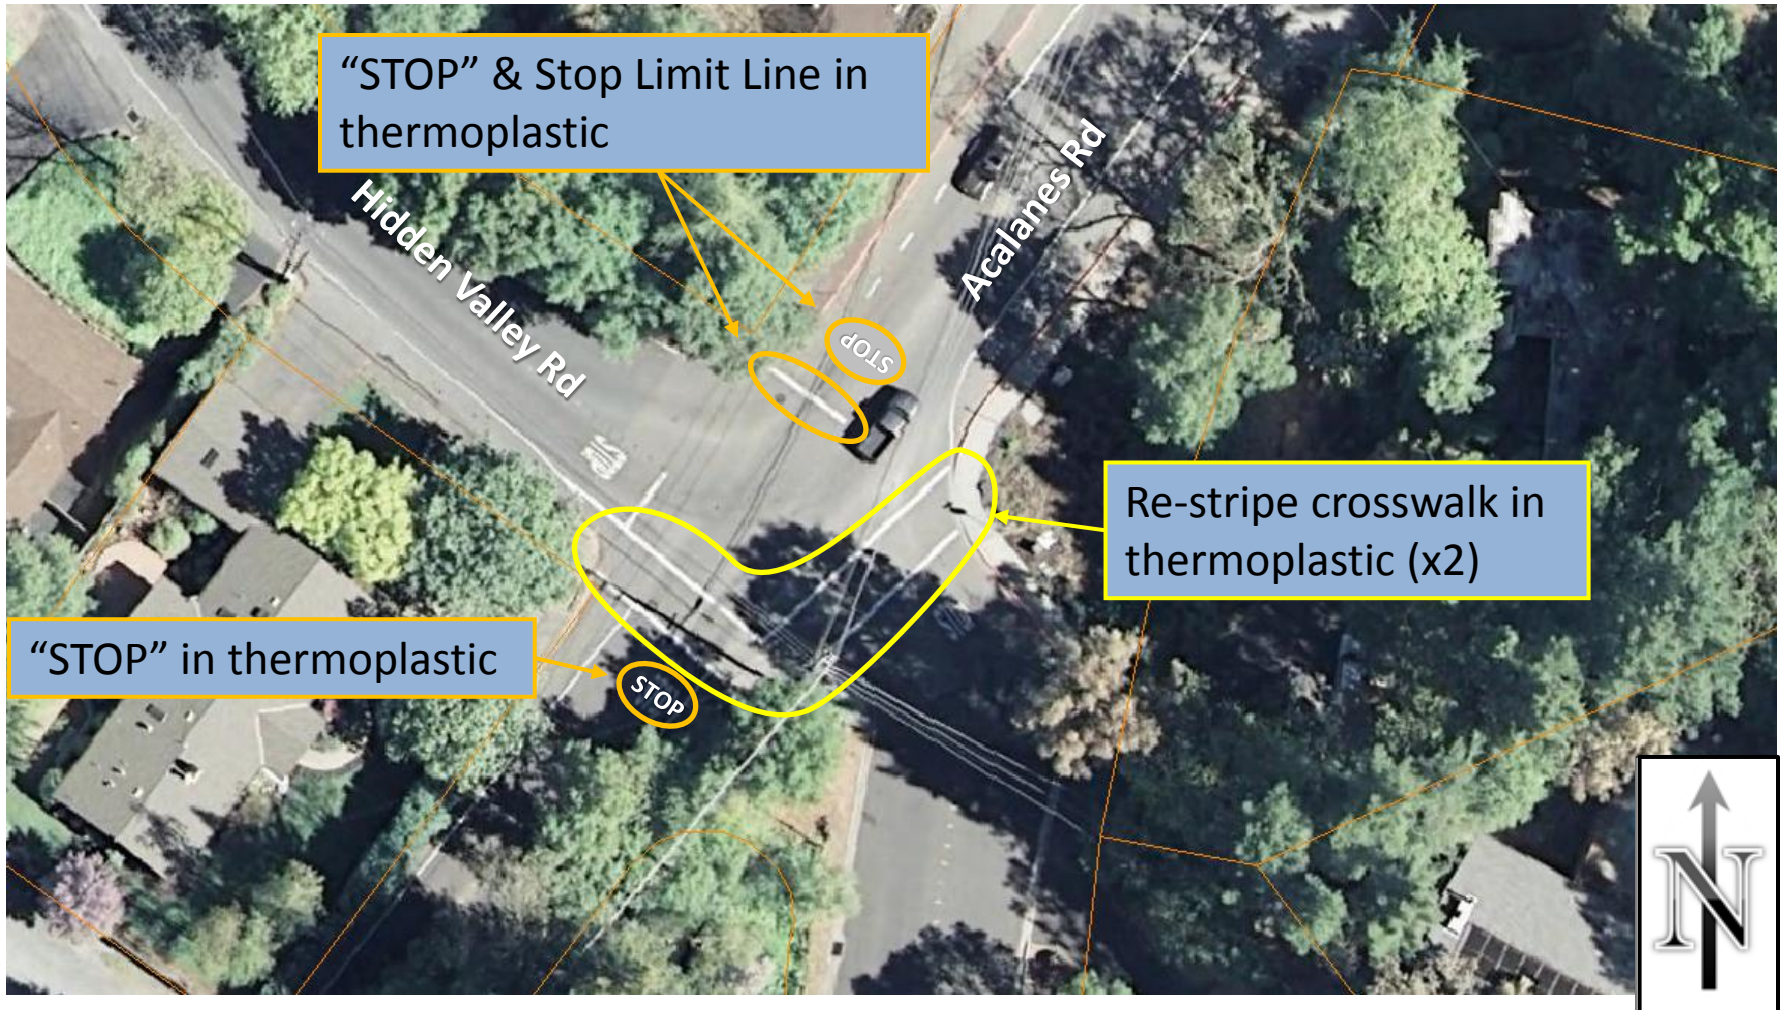 “STOP” & Stop Limit Line in
thermoplastic
Hidden Valley Rd
Acalanes Rd
STOP
STOP
Re-stripe crosswalk in
thermoplastic (x2)
“STOP” in thermoplastic
STOP
N